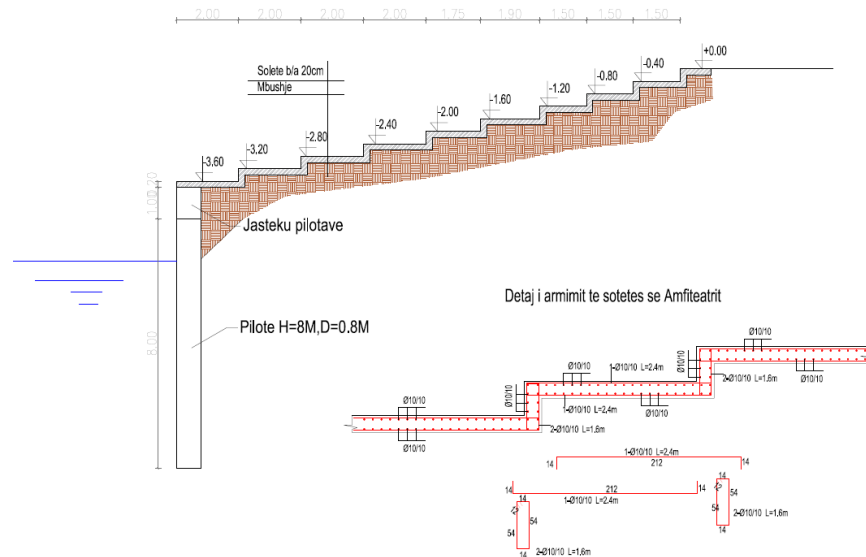 2.00 2.00 2.00 2.00 1.75 1.90 1.50 1.50 1.50
+0.00
-0.40
-0.80
-1.20
-1.60
-2.00
-2.40
-2.80
-3.20
-3.60
Solete b/a 20cm
Mbushje
0.20
1.00
Jasteku pilotave
8.00
Pilote H=8M,D=0.8M
Detaj i armimit te sotetes se Amfiteatrit
Ø10/10
Ø10/10
Ø10/10
1-Ø10/10 L=2.4m
2-Ø10/10 L=1,6m
Ø10/10
Ø10/10
Ø10/10
1-Ø10/10 L=2,4m
Ø10/10
2-Ø10/10 L=1,6m
Ø10/10
1-Ø10/10 L=2,4m
14 212 14
14 212 14
1-Ø10/10 L=2.4m
14
12
54
54
14
2-Ø10/10 L=1,6m
14
12
54
54
14
2-Ø10/10 L=1,6m